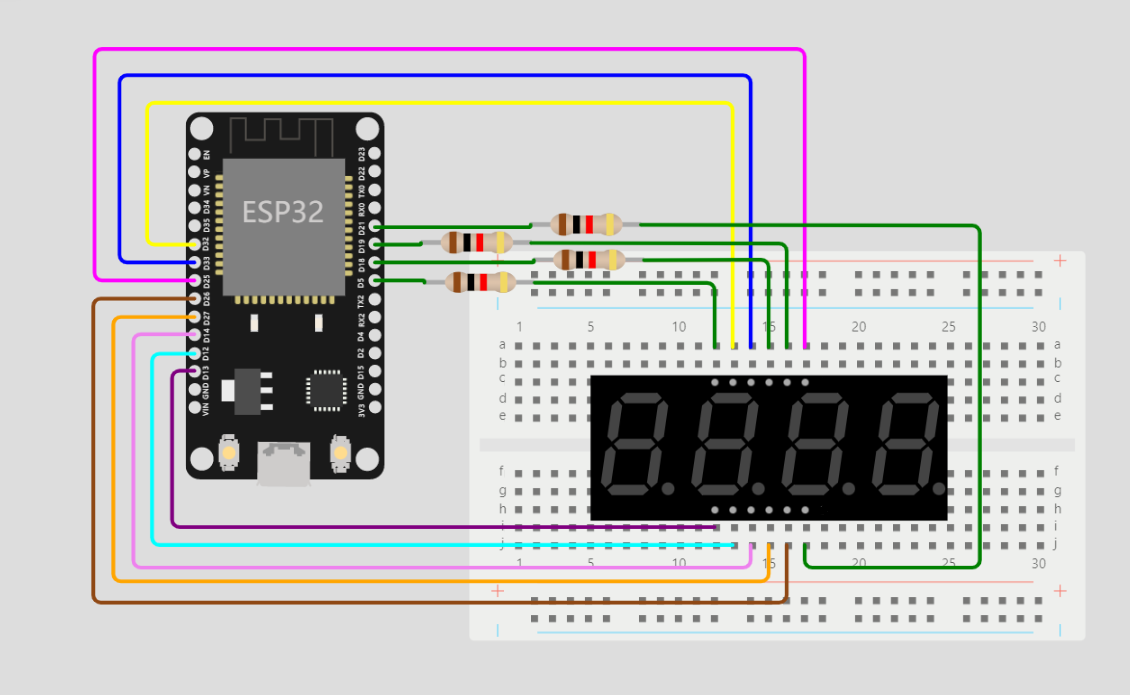 EN
VP
VN
D34
D35
D32
D33
D25
D26
D27
D14
D12
D13
GND
VIN
ESP32
D23
D22
TX0
RX0
D21
D19
D18
D5
TX2
RX2
D4
D2
D15
GND
3V3
+ +
1 5 10 15 20 25 30
a a
b b
c c
d d
e e
f f
g g
h h
i i
j j
1 5 10 15 20 25 30
+ +